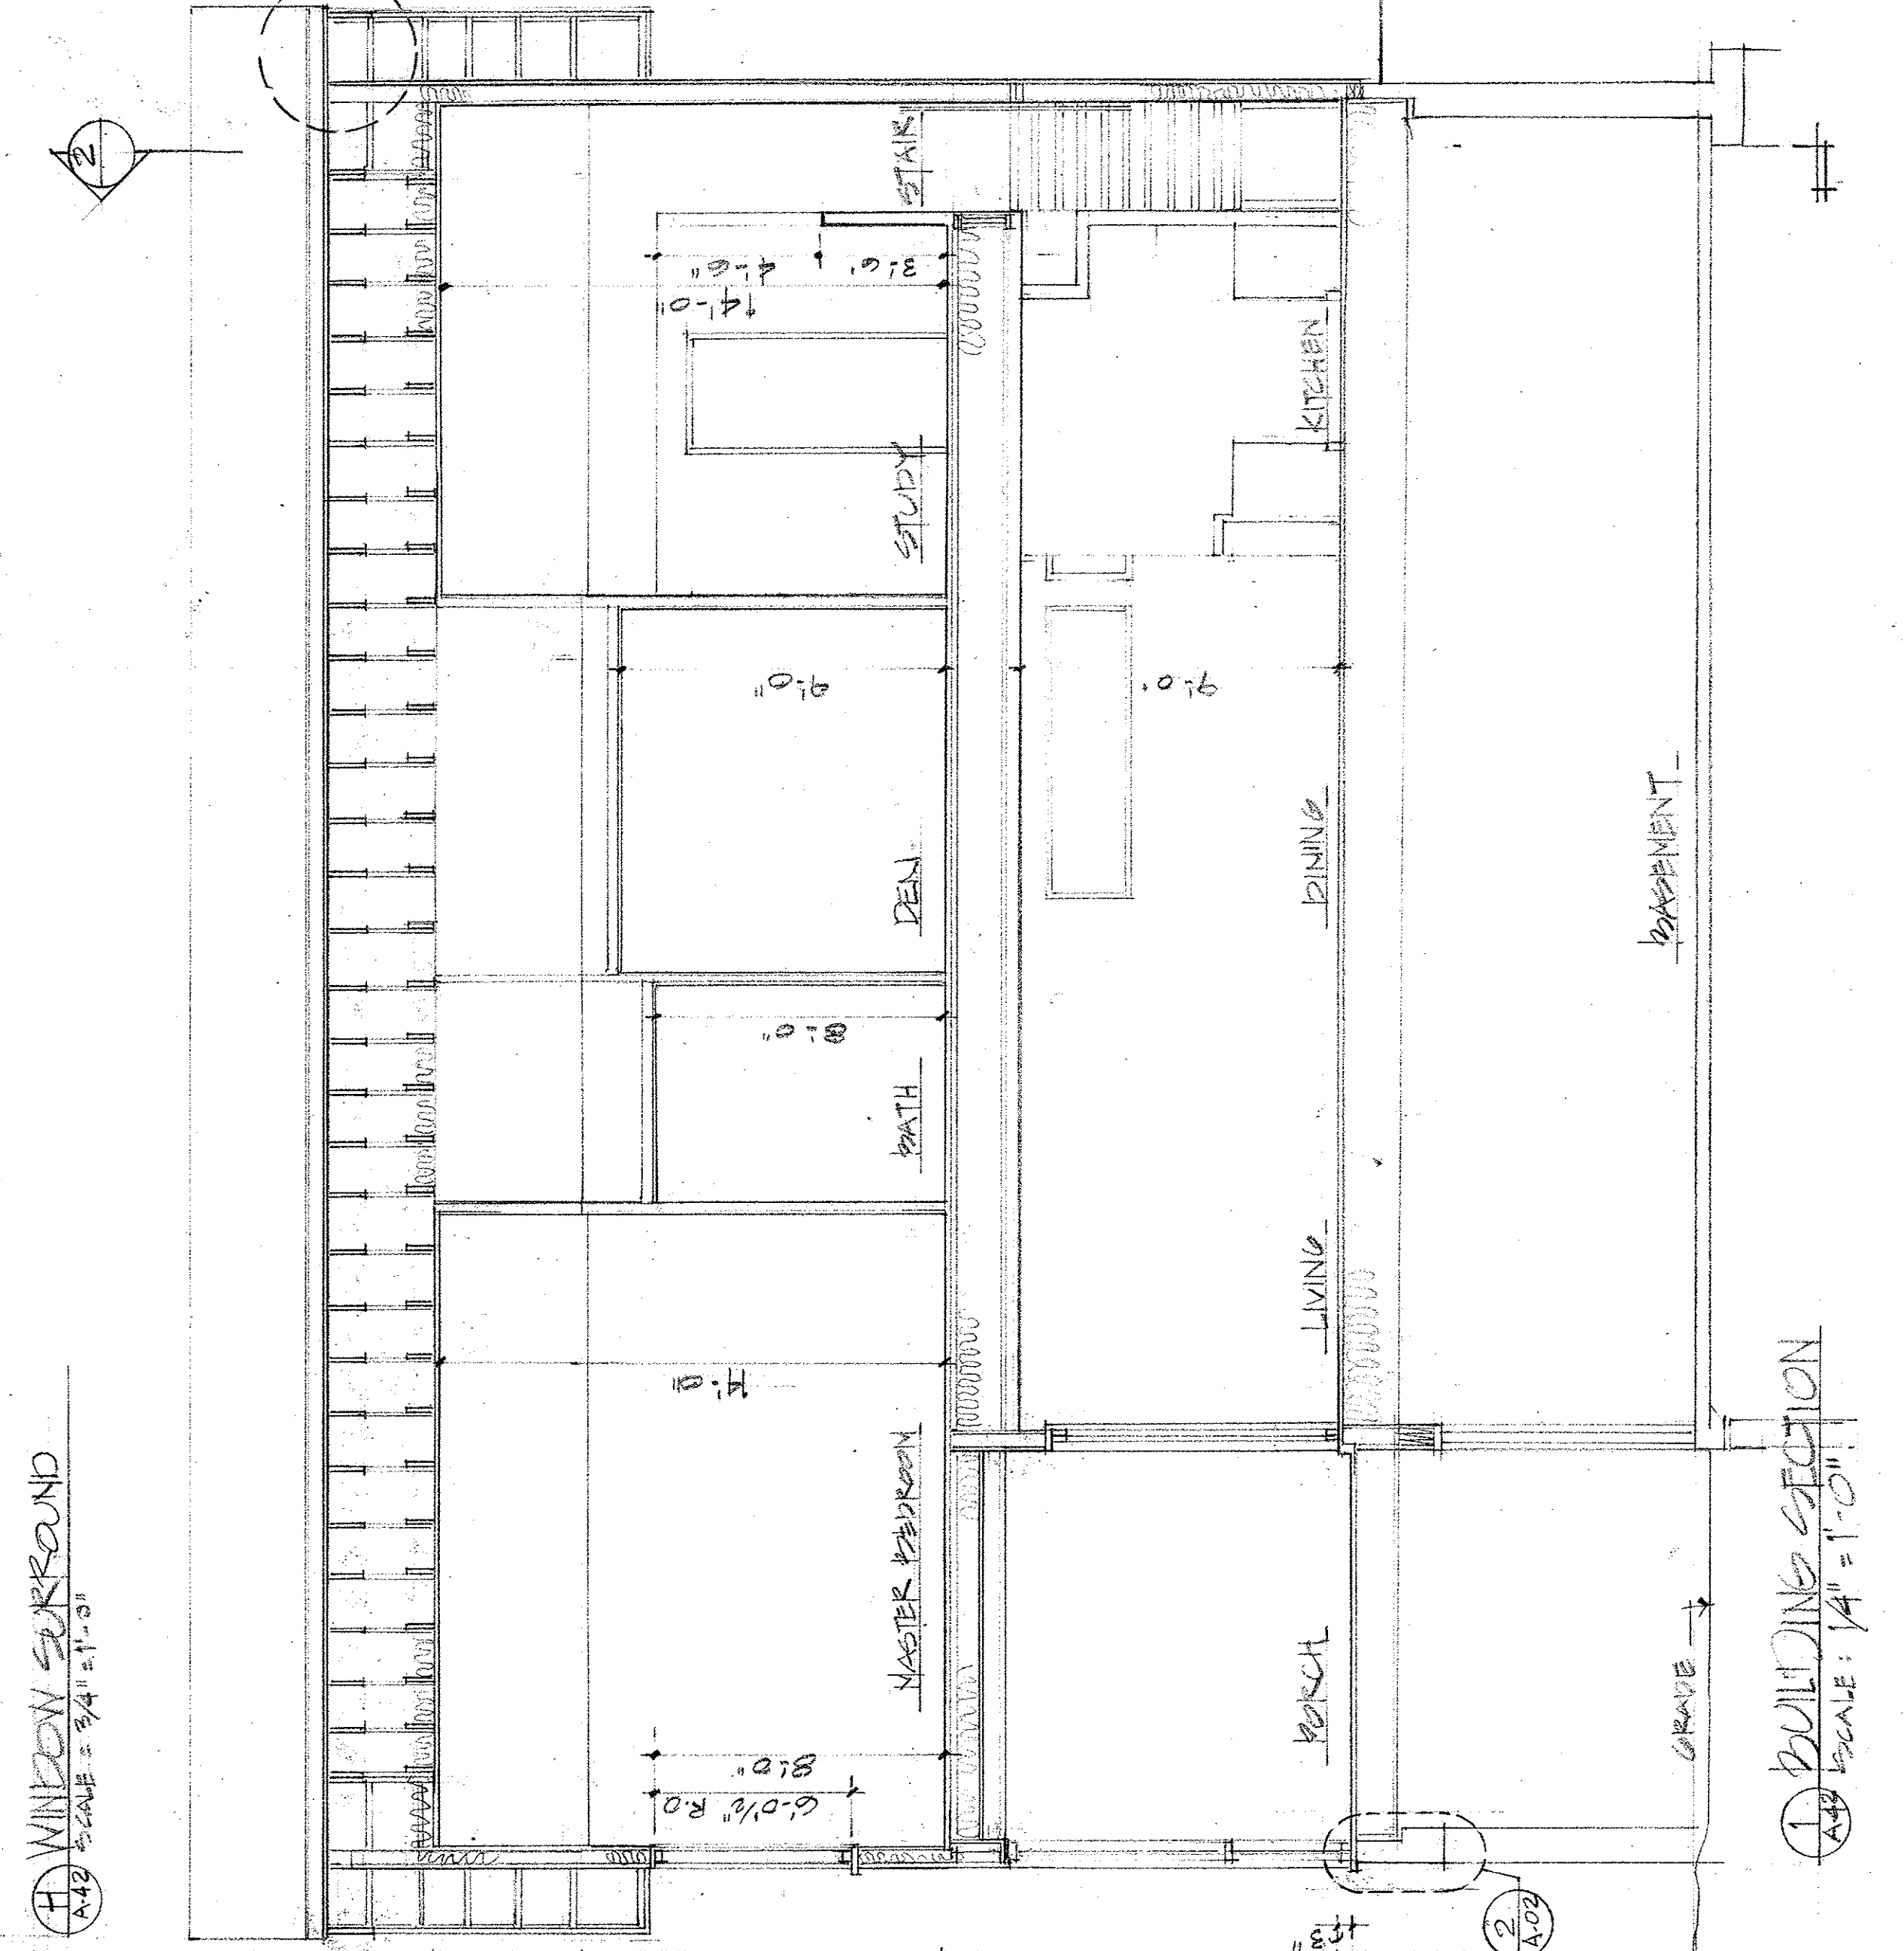 H WINDOW SURROUND
A-42 SCALE = 3/4" = 1'-0"
2
STAIR
3'-6"
4'-6"
14'-0"
STUDY
KITCHEN
9'-0"
9'-0"
DEN
DINING
BASEMENT
8'-0"
BATH
LIVING
14'-0"
MASTER BEDROOM
8'-0"
6'-0 1/2" R.O
PORCH
GRADE
2
A-02
1 BUILDING SECTION
A-42 SCALE: 1/4" = 1'-0"